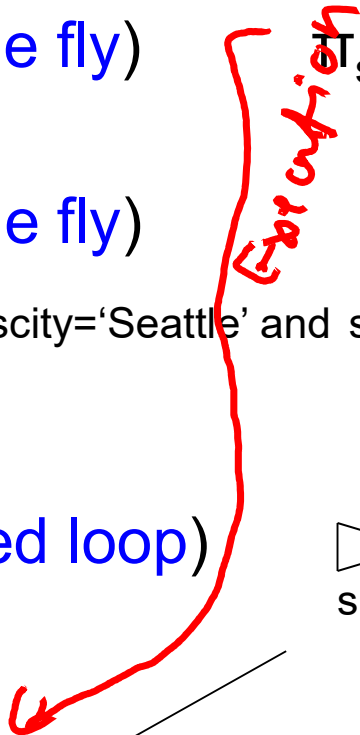 e fly)
π s
Execution
e fly)
scity=‘Seattle’ and s
ed loop)
s